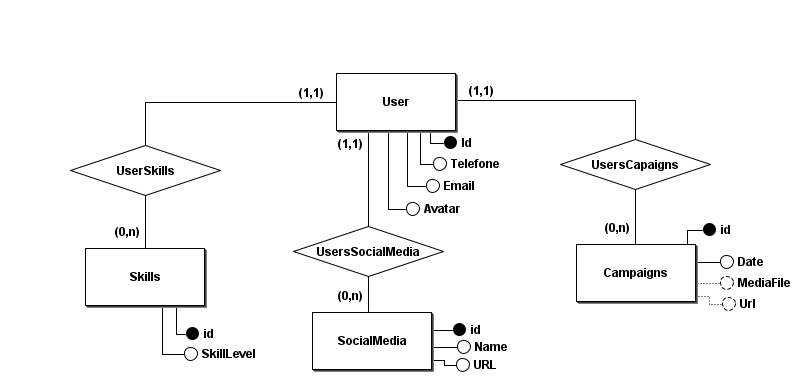 (1,1)
User
(1,1)
(1,1)
Id
Telefone
Email
Avatar
UserSkills
UsersCapaigns
(0,n)
(0,n)
id
UsersSocialMedia
Skills
Campaigns
Date
MediaFile
Url
(0,n)
id
SkillLevel
SocialMedia
id
Name
URL